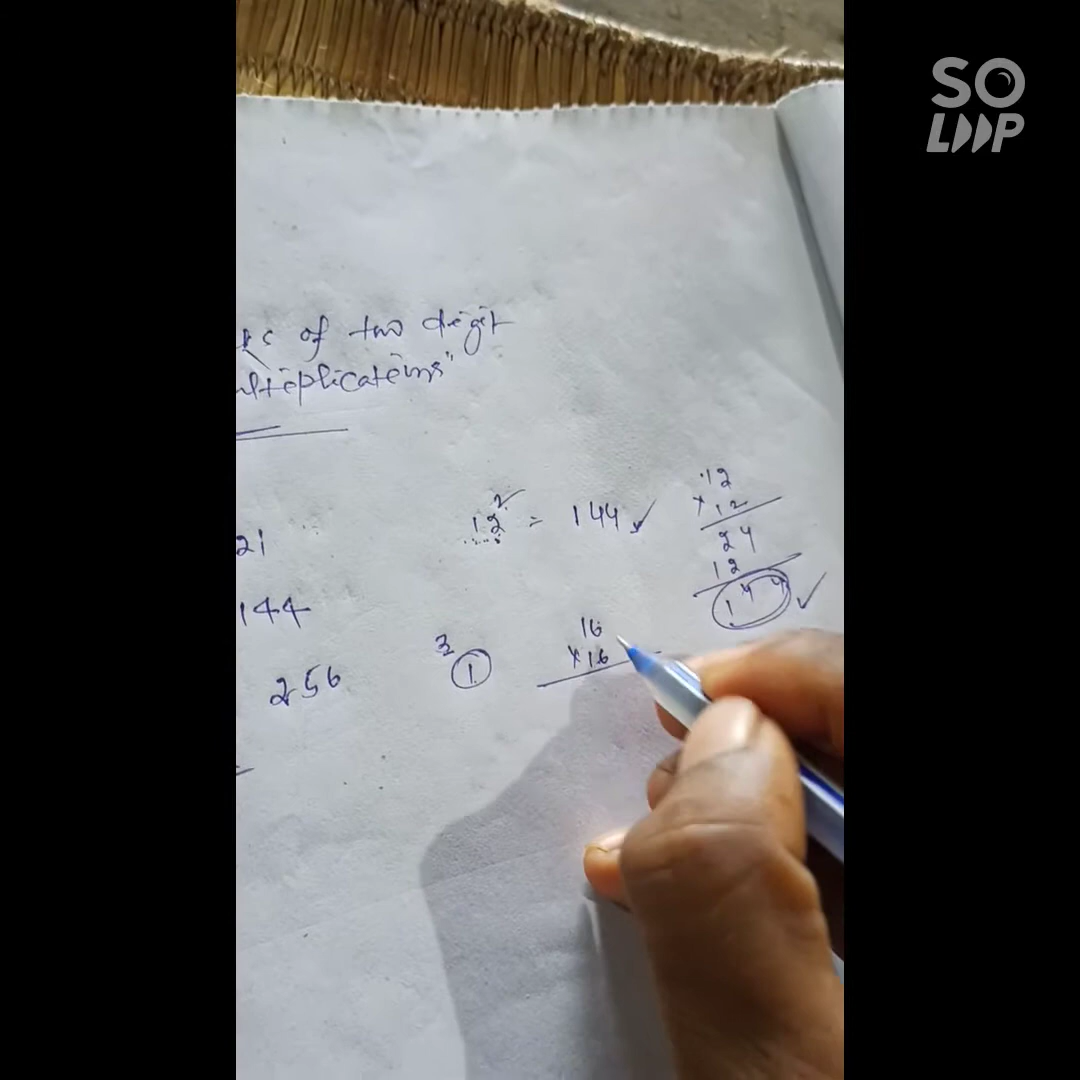 SO
LOOP
of two digit
ultiplications"
12² = 144
12
×12
24
12
144
21
144
256
3
1
16
×16